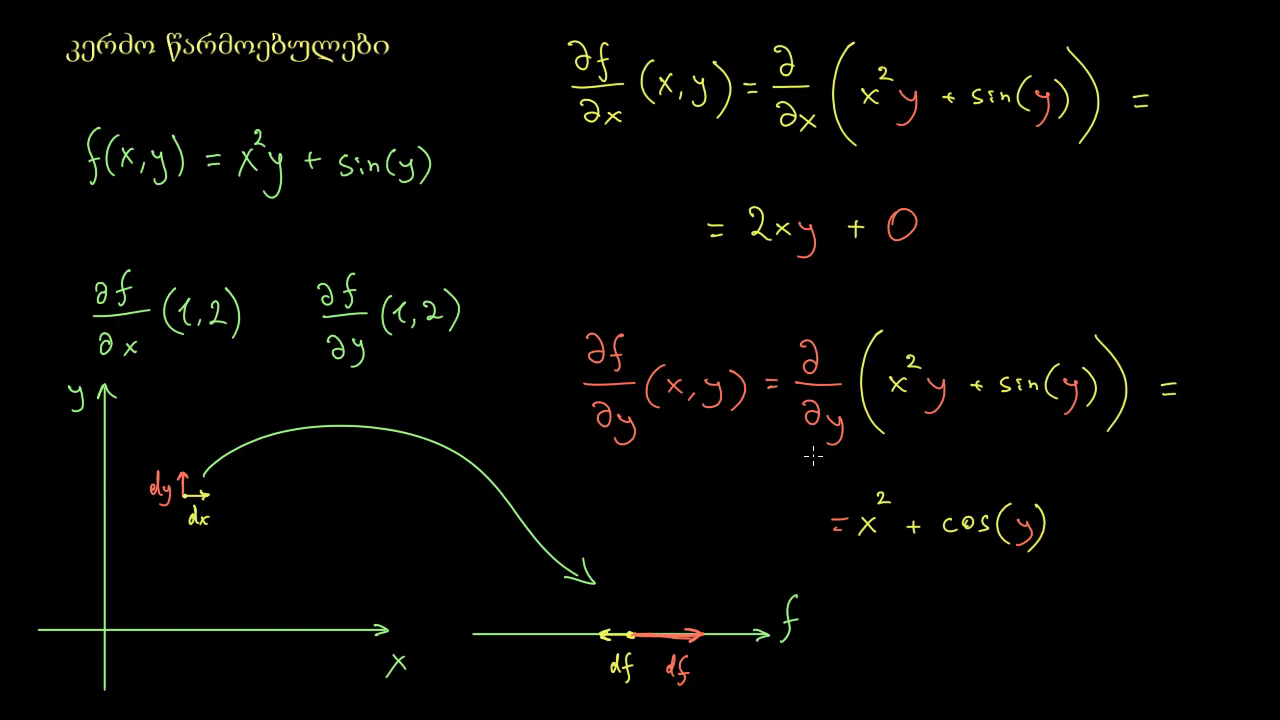 კერძო წარმოებულები
f(x,y) = x²y + sin(y)
∂f/∂x (1,2) ∂f/∂y (1,2)
y
dy
dx
x
∂f/∂x (x,y) = ∂/∂x (x²y + sin(y)) =
= 2xy + 0
∂f/∂y (x,y) = ∂/∂y (x²y + sin(y)) =
= x² + cos(y)
f
df df